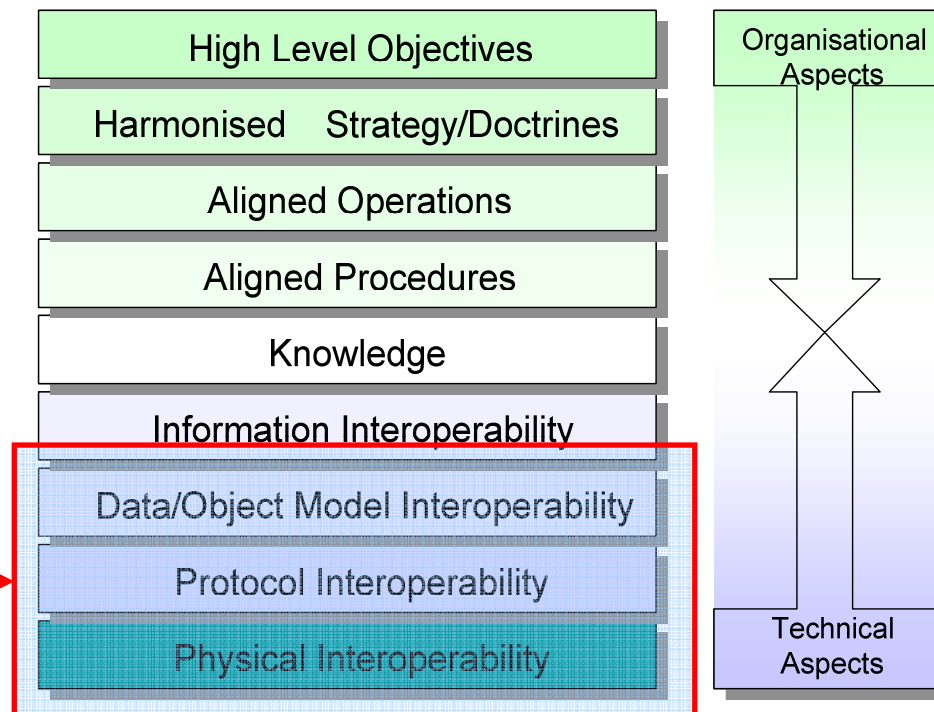 High Level Objectives
Harmonised Strategy/Doctrines
Aligned Operations
Aligned Procedures
Knowledge
Information Interoperability
Data/Object Model Interoperability
Protocol Interoperability
Physical Interoperability
Organisational
Aspects
Technical
Aspects